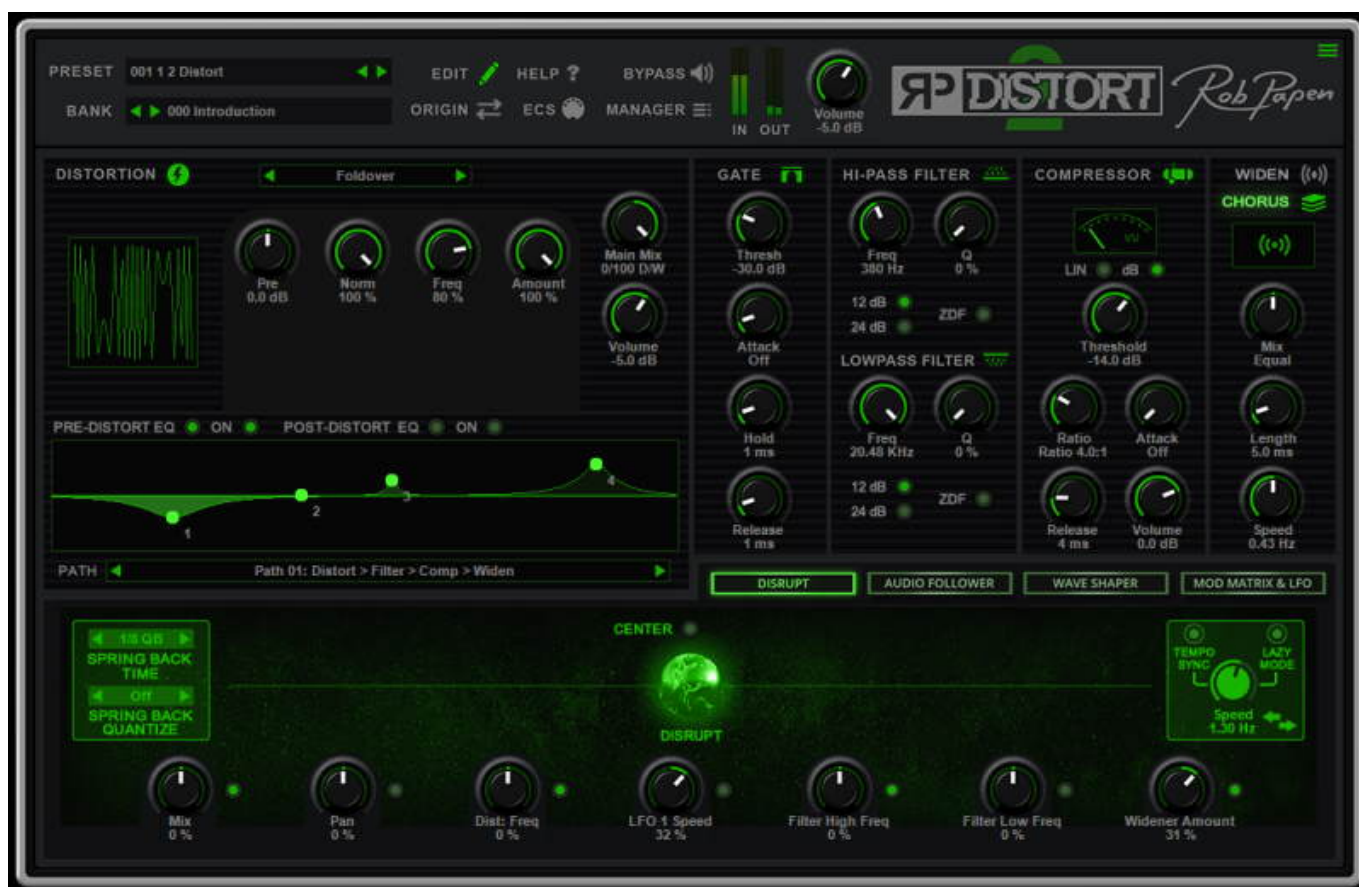 PRESET 001 1 2 Distort
EDIT HELP ? BYPASS
BANK 000 Introduction
ORIGIN ECS MANAGER
IN OUT
Volume
-5.0 dB
RP DISTORT 2
Rob Papen
DISTORTION
Foldover
Pre
0.0 dB
Norm
100 %
Freq
80 %
Amount
100 %
Main Mix
0/100 D/W
Volume
-5.0 dB
PRE-DISTORT EQ ON POST-DISTORT EQ ON
1
2
3
4
PATH Path 01: Distort > Filter > Comp > Widen
GATE
Thresh
-30.0 dB
Attack
Off
Hold
1 ms
Release
1 ms
HI-PASS FILTER
Freq
380 Hz
Q
0 %
12 dB
24 dB
ZDF
LOWPASS FILTER
Freq
20.48 KHz
Q
0 %
12 dB
24 dB
ZDF
COMPRESSOR
VU
LIN dB
Threshold
-14.0 dB
Ratio
Ratio 4.0:1
Attack
Off
Release
4 ms
Volume
0.0 dB
WIDEN
CHORUS
Mix
Equal
Length
5.0 ms
Speed
0.43 Hz
DISRUPT AUDIO FOLLOWER WAVE SHAPER MOD MATRIX & LFO
1/8 QB
SPRING BACK
TIME
Off
SPRING BACK
QUANTIZE
CENTER
DISRUPT
TEMPO
SYNC
LAZY
MODE
Speed
1.30 Hz
Mix
0 %
Pan
0 %
Dist: Freq
0 %
LFO 1 Speed
32 %
Filter High Freq
0 %
Filter Low Freq
0 %
Widener Amount
31 %